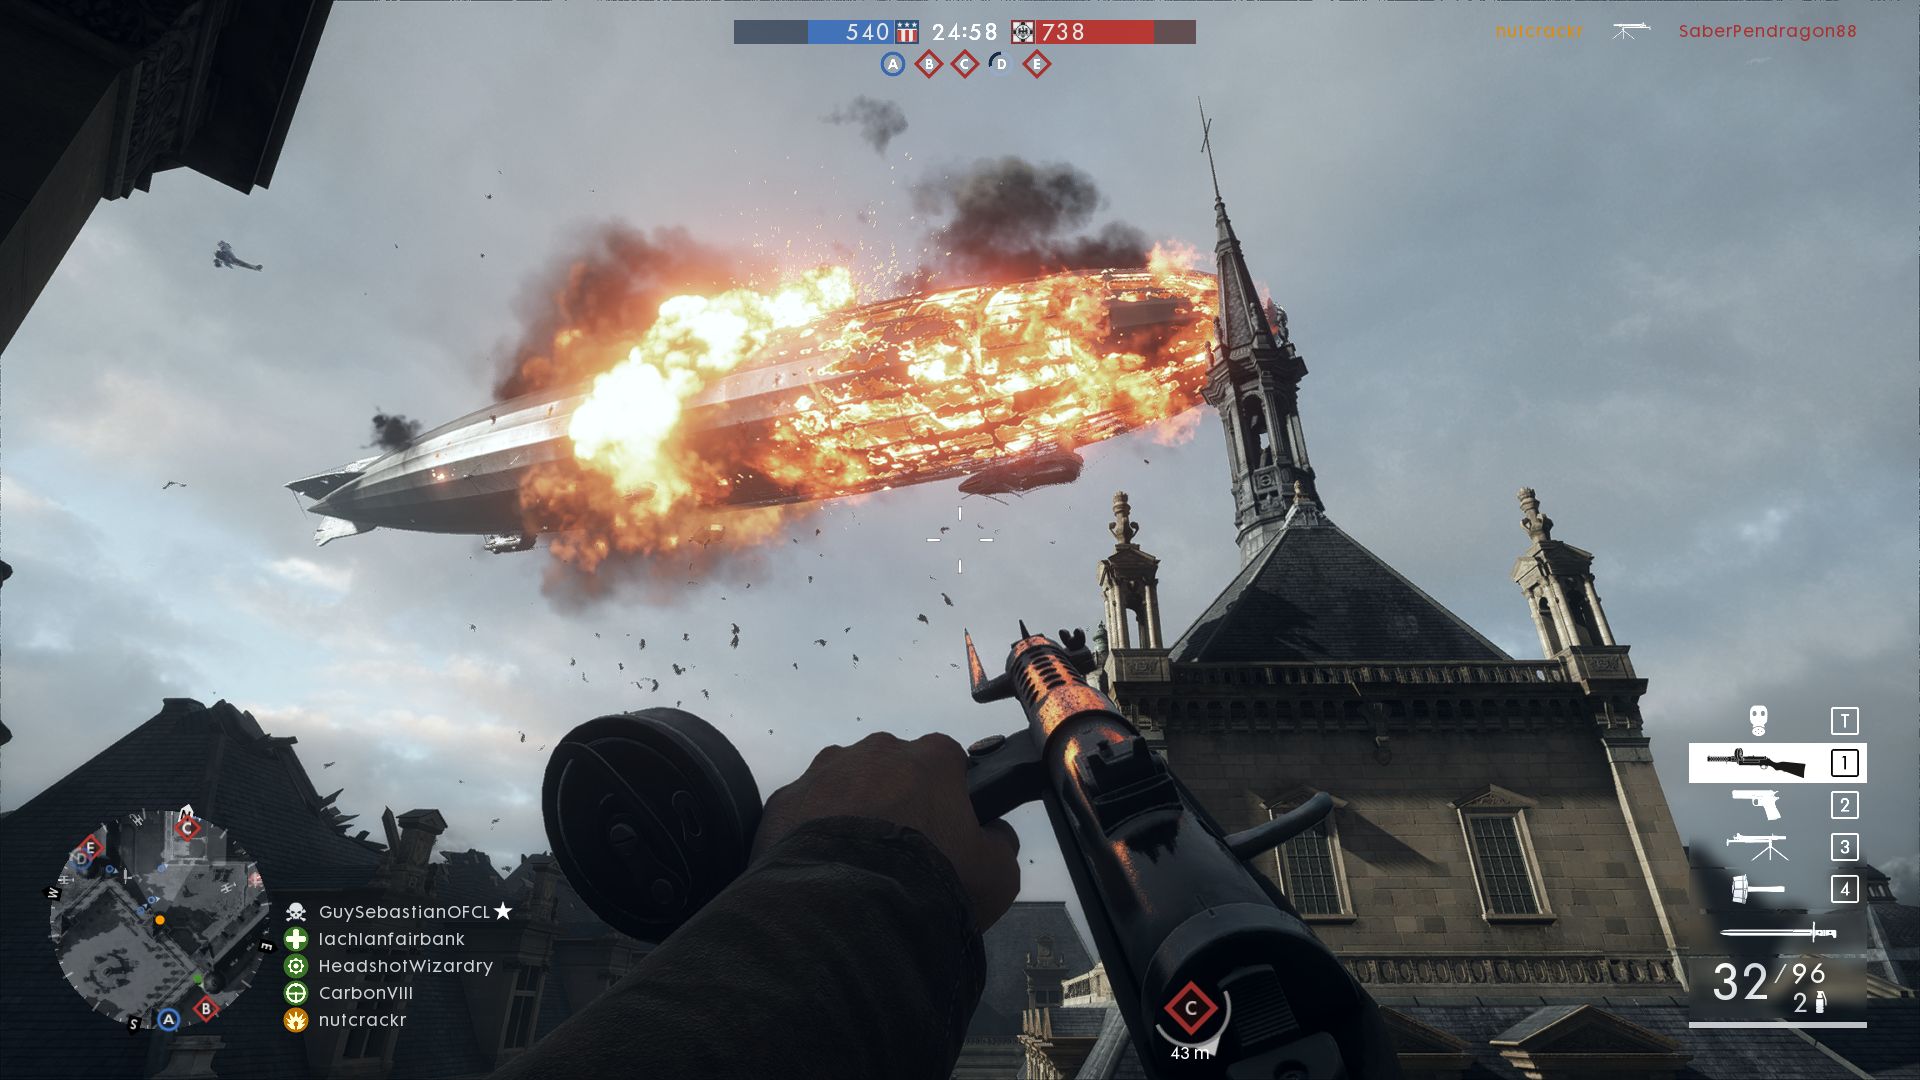 540 24:58 738
nutcrackr SaberPendragon88
A B C D E
T
1
2
3
4
32/96
2
C
E
D
W
E
B
A
S
GuySebastianOFCL
lachlanfairbank
HeadshotWizardry
CarbonVIII
nutcrackr
C
43 m